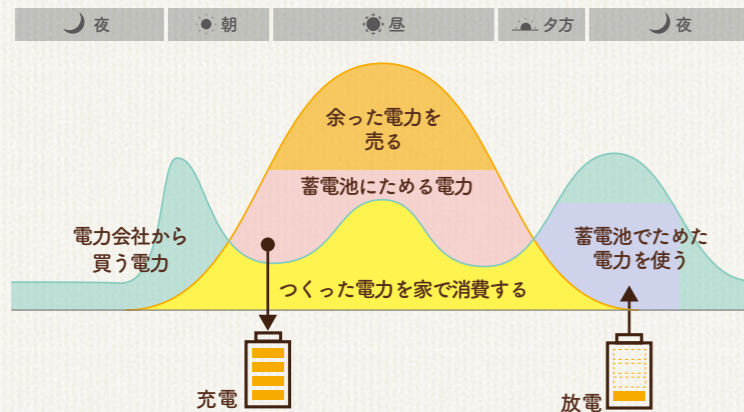 夜
朝
昼
夕方
夜
余った電力を
売る
蓄電池にためる電力
電力会社から
買う電力
蓄電池でためた
電力を使う
つくった電力を家で消費する
充電
放電